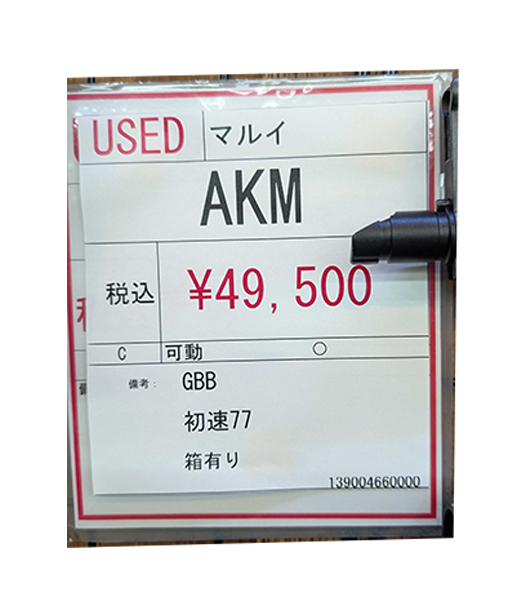 USED マルイ
AKM
税込 ¥49,500
C 可動 ○
備考： GBB
初速77
箱有り
139004660000